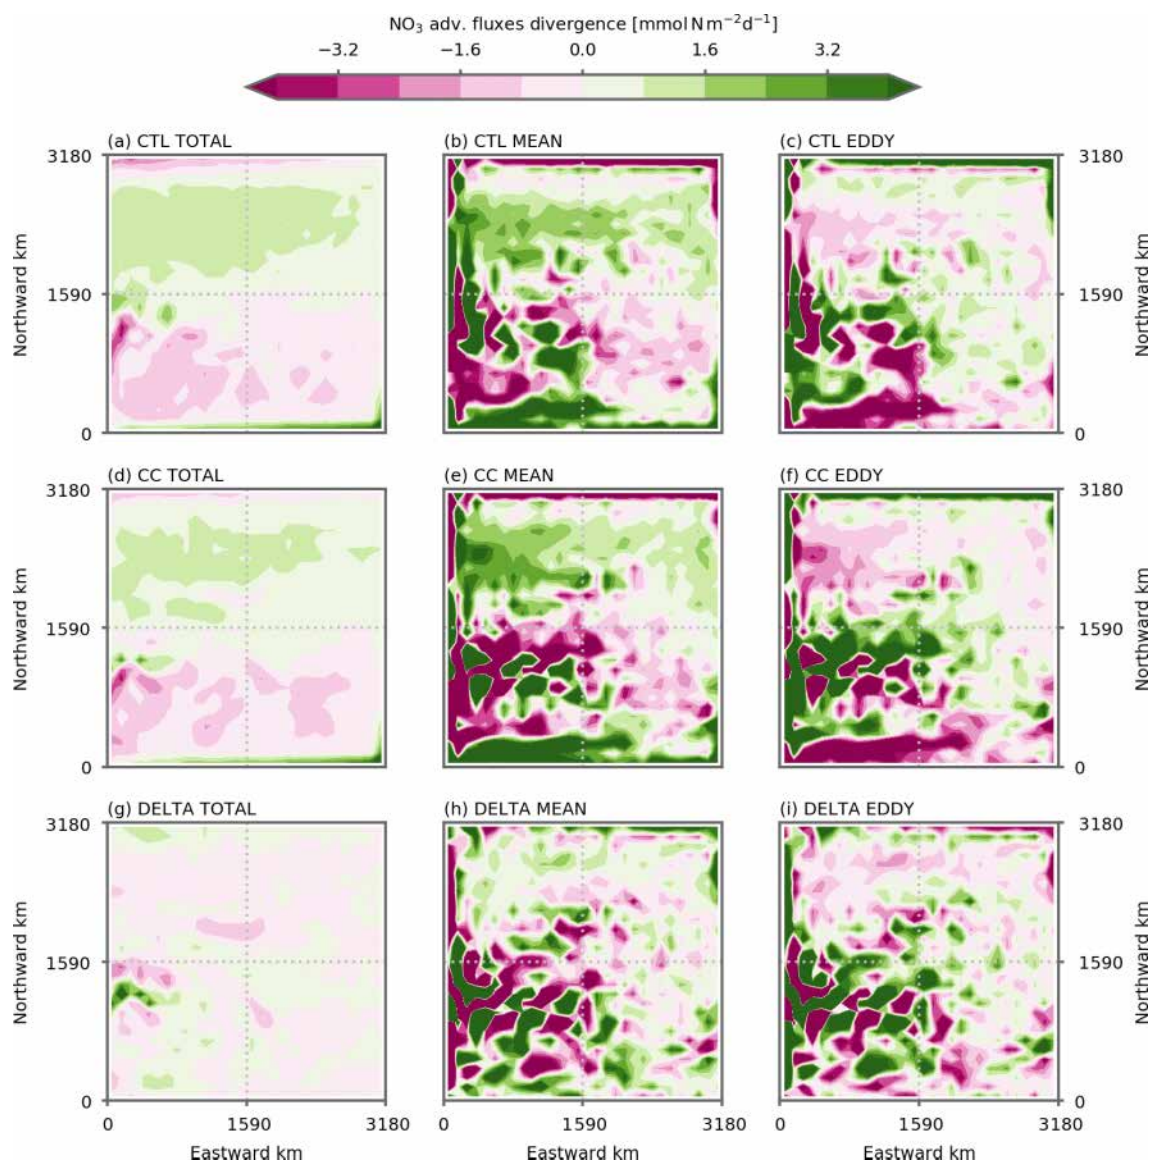 NO₃ adv. fluxes divergence [mmol N m⁻²d⁻¹]
−3.2 −1.6 0.0 1.6 3.2
(a) CTL TOTAL (b) CTL MEAN (c) CTL EDDY
3180 3180
Northward km Northward km
1590 1590
0 0
(d) CC TOTAL (e) CC MEAN (f) CC EDDY
3180 3180
Northward km Northward km
1590 1590
0 0
(g) DELTA TOTAL (h) DELTA MEAN (i) DELTA EDDY
3180 3180
Northward km Northward km
1590 1590
0 0
0 1590 3180 0 1590 3180 0 1590 3180
Eastward km Eastward km Eastward km